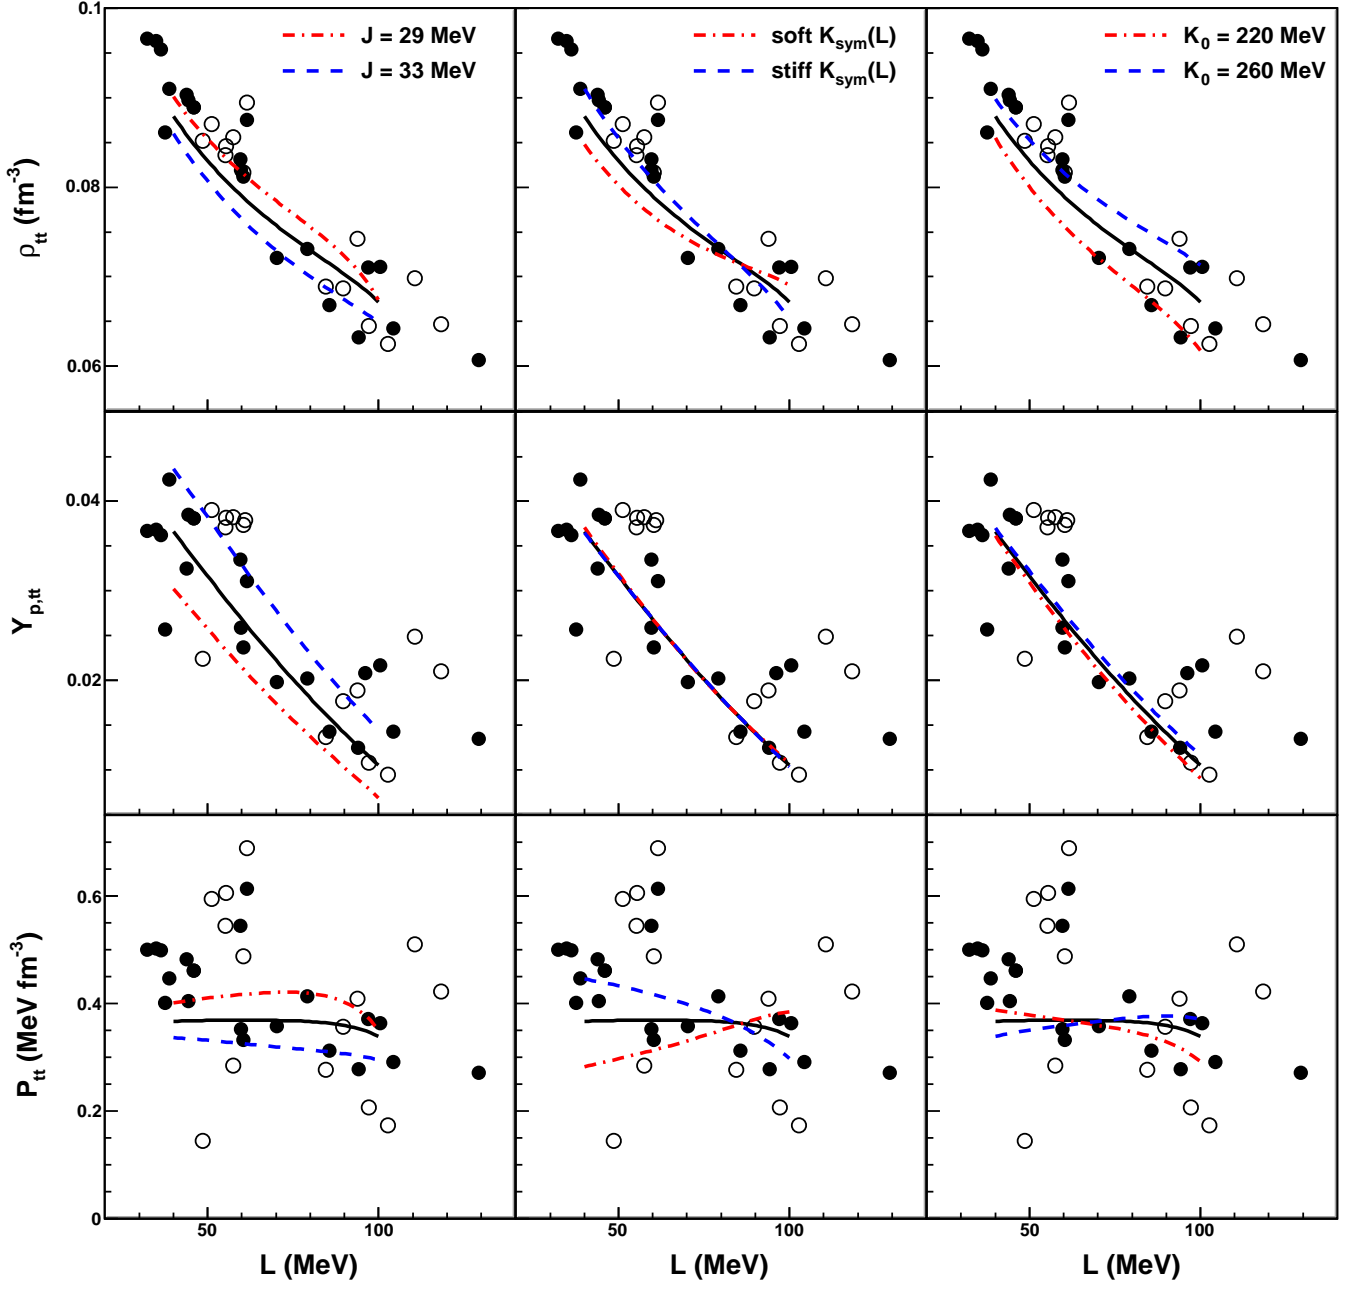 0.1
J = 29 MeV
J = 33 MeV
soft K_sym(L)
stiff K_sym(L)
K_0 = 220 MeV
K_0 = 260 MeV
ρ_tt (fm^-3)
0.08
0.06
Y_p,tt
0.04
0.02
P_tt (MeV fm^-3)
0.6
0.4
0.2
0
50
100
50
100
50
100
L (MeV)
L (MeV)
L (MeV)